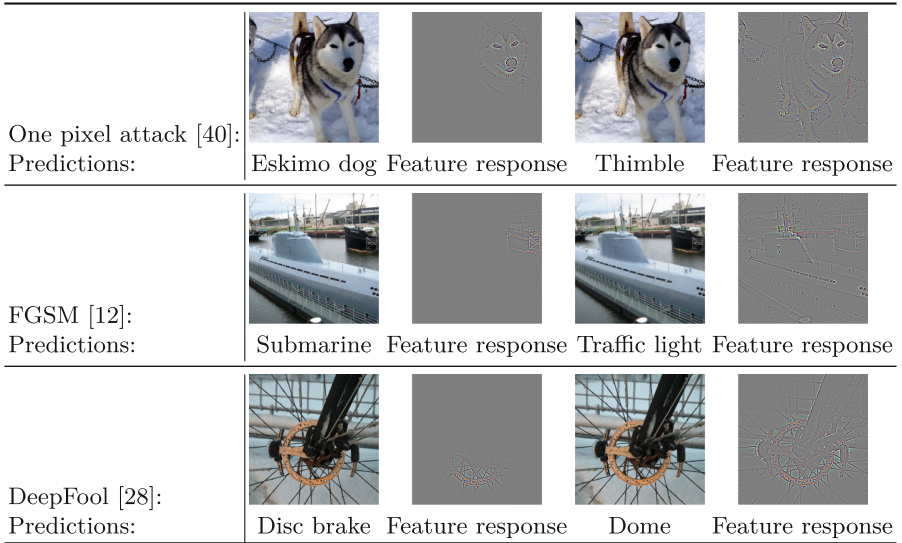 One pixel attack [40]:
Predictions: Eskimo dog Feature response Thimble Feature response
FGSM [12]:
Predictions: Submarine Feature response Traffic light Feature response
DeepFool [28]:
Predictions: Disc brake Feature response Dome Feature response